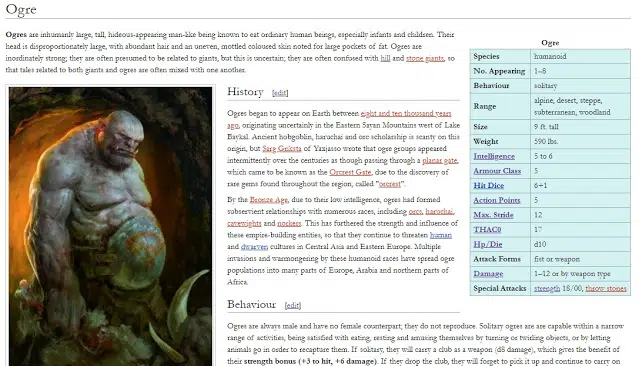 Ogre
Ogres are inhumanly large, tall, hideous-appearing man-like being known to eat ordinary human beings, especially infants and children. Their
head is disproportionately large, with abundant hair and an uneven, mottled coloured skin noted for large pockets of fat. Ogres are
inordinately strong; they are often presumed to be related to giants, but this is uncertain; they are often confused with hill and stone giants, so
that tales related to both giants and ogres are often mixed with one another.
History [edit]
Ogres began to appear on Earth between eight and ten thousand years
ago, originating uncertainly in the Eastern Sayan Mountains west of Lake
Baykal. Ancient hobgoblin, haruchai and orc scholarship is scanty on this
origin, but Sarg Griksta of Yazjasso wrote that ogre groups appeared
intermittently over the centuries as though passing through a planar gate,
which came to be known as the Orcrest Gate, due to the discovery of
rare gems found throughout the region, called "orcrest".
By the Bronze Age, due to their low intelligence, ogres had formed
subservient relationships with numerous races, including orcs, haruchai,
cavewights and nockers. This has furthered the strength and influence of
these empire-building entities, so that they continue to threaten human
and dwarven cultures in Central Asia and Eastern Europe. Multiple
invasions and warmongering by these humanoid races have spread ogre
populations into many parts of Europe, Arabia and northern parts of
Africa.
Behaviour [edit]
Ogres are always male and have no female counterpart; they do not reproduce. Solitary ogres are are capable within a narrow
range of activities, being satisfied with eating, resting and amusing themselves by turning or twiddling objects, or by letting
animals go in order to recapture them. If solitary, they will carry a club as a weapon (d8 damage), which gives the benefit of
their strength bonus (+3 to hit, +6 damage). If they drop the club, they will forget to pick it up and continue to carry on
Ogre
Species humanoid
No. Appearing 1–8
Behaviour solitary
Range alpine, desert, steppe,
subterranean, woodland
Size 9 ft. tall
Weight 590 lbs.
Intelligence 5 to 6
Armour Class 5
Hit Dice 6+1
Action Points 5
Max. Stride 12
THAC0 17
Hp/Die d10
Attack Forms fist or weapon
Damage 1–12 or by weapon type
Special Attacks strength 18/00, throw stones